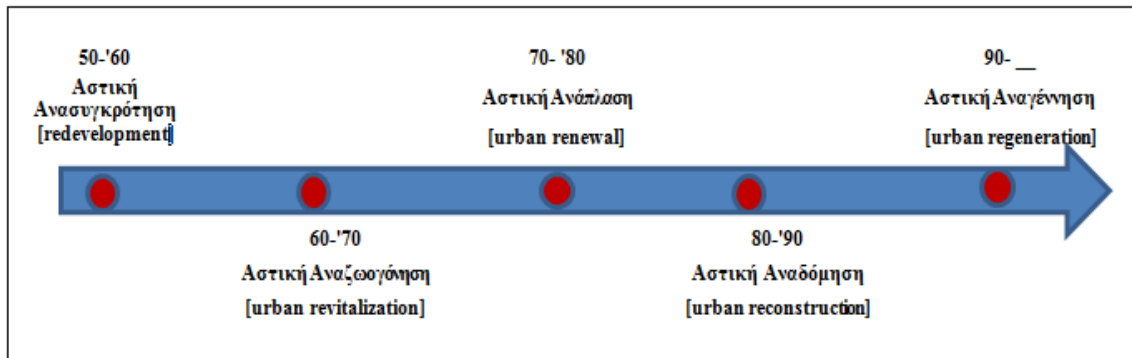 50-'60
Αστική
Ανασυγκρότηση
[redevelopment]
70- '80
Αστική Ανάπλαση
[urban renewal]
90- __
Αστική Αναγέννηση
[urban regeneration]
60-'70
Αστική Αναζωογόνηση
[urban revitalization]
80-'90
Αστική Αναδόμηση
[urban reconstruction]